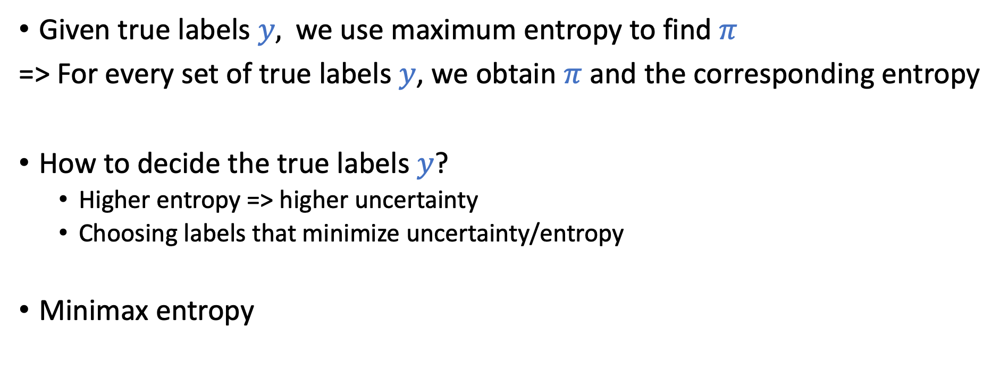 • Given true labels y, we use maximum entropy to find π
=> For every set of true labels y, we obtain π and the corresponding entropy
• How to decide the true labels y?
• Higher entropy => higher uncertainty
• Choosing labels that minimize uncertainty/entropy
• Minimax entropy